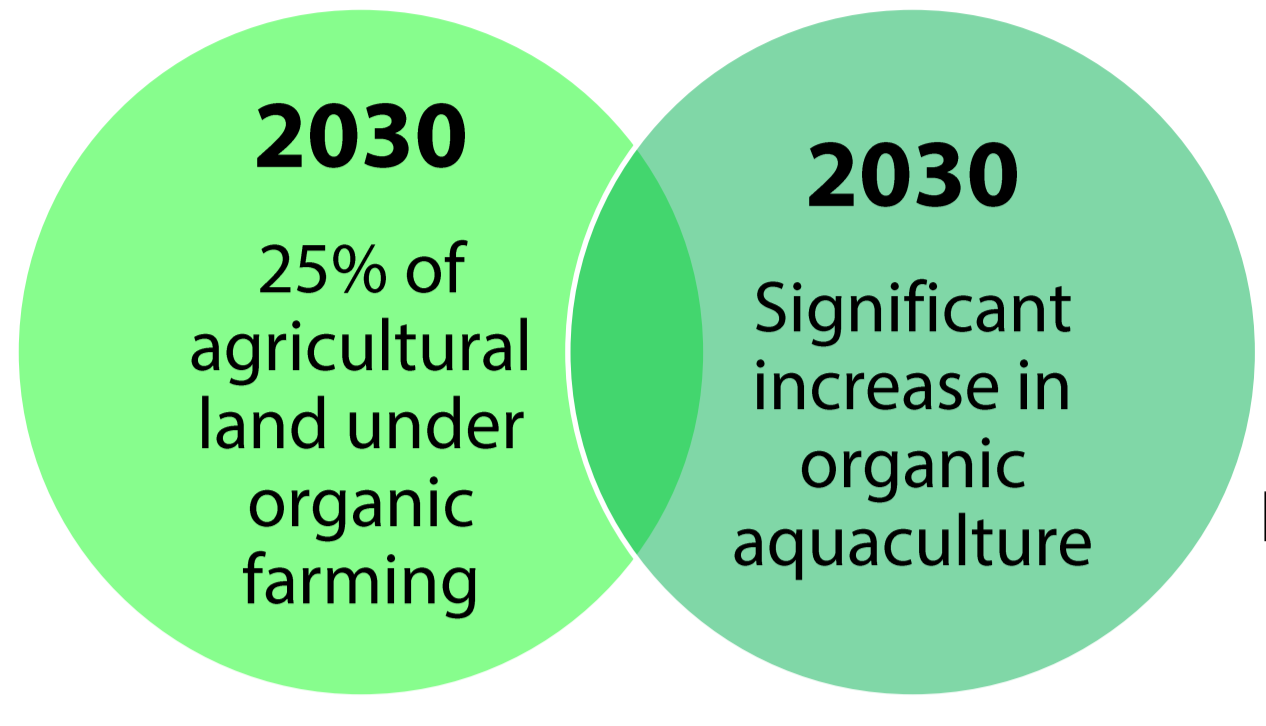 2030
25% of
agricultural
land under
organic
farming
2030
Significant
increase in
organic
aquaculture